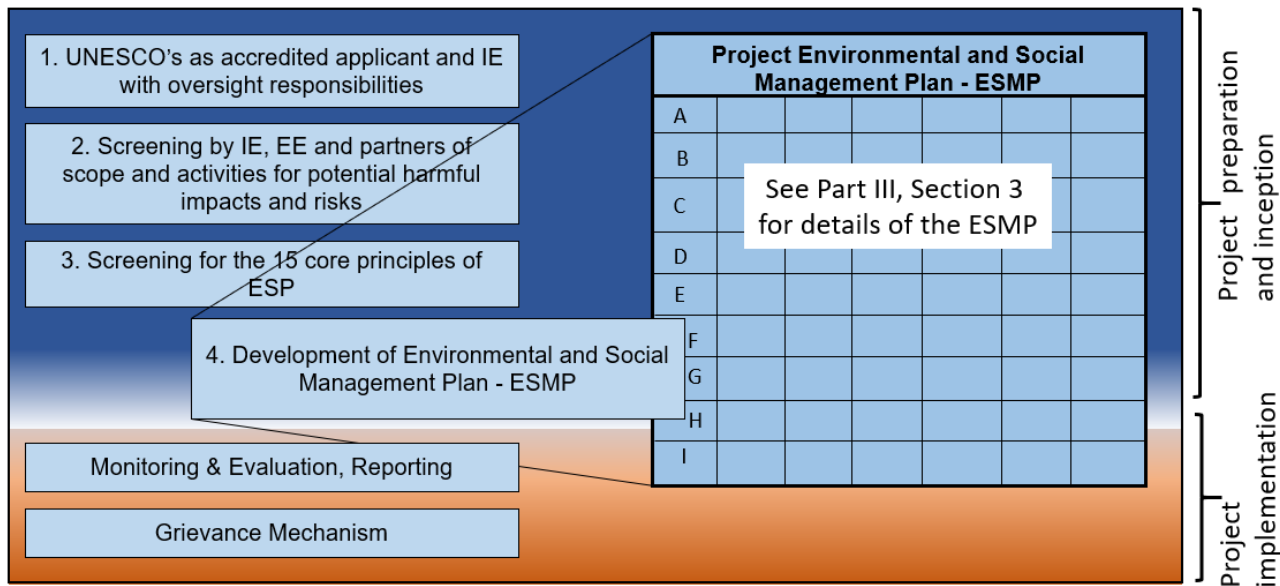 1. UNESCO's as accredited applicant and IE
with oversight responsibilities
2. Screening by IE, EE and partners of
scope and activities for potential harmful
impacts and risks
3. Screening for the 15 core principles of
ESP
4. Development of Environmental and Social
Management Plan - ESMP
Monitoring & Evaluation, Reporting
Grievance Mechanism
Project Environmental and Social
Management Plan - ESMP
A
B
C
D
E
F
G
H
I
See Part III, Section 3
for details of the ESMP
Project preparation
and inception
Project
implementation